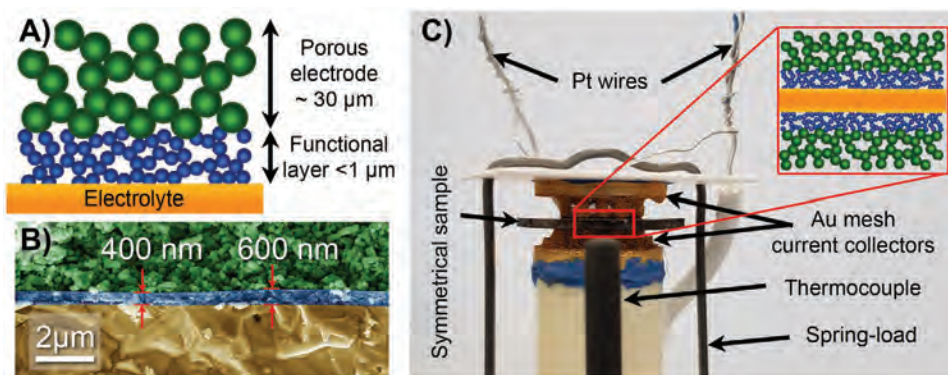 A)
Porous
electrode
~ 30 µm
Functional
layer <1 µm
Electrolyte
B)
400 nm
600 nm
2µm
C)
Pt wires
Symmetrical sample
Au mesh
current collectors
Thermocouple
Spring-load